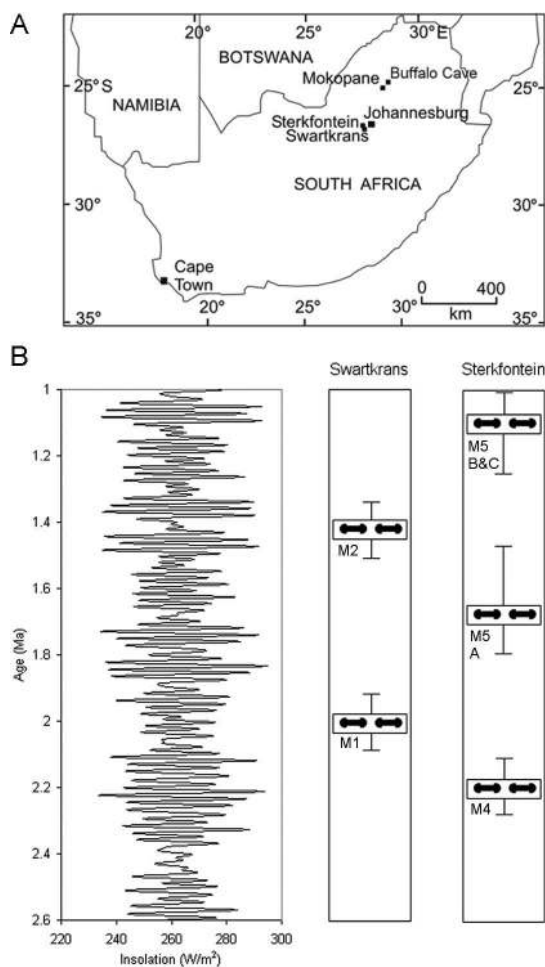 A
20°
25°
30°E
BOTSWANA
Mokopane
Buffalo Cave
25°
S
NAMIBIA
25°
Johannesburg
Sterkfontein
Swartkrans
SOUTH AFRICA
30°
30°
Cape
Town
0 400
km
35°
20°
25°
30°
35°
B
Swartkrans
Sterkfontein
1
1.2
1.4
1.6
1.8
2
2.2
2.4
2.6
Age (Ma)
220 240 260 280 300
Insolation (W/m²)
M2
M1
M5
B&C
M5
A
M4